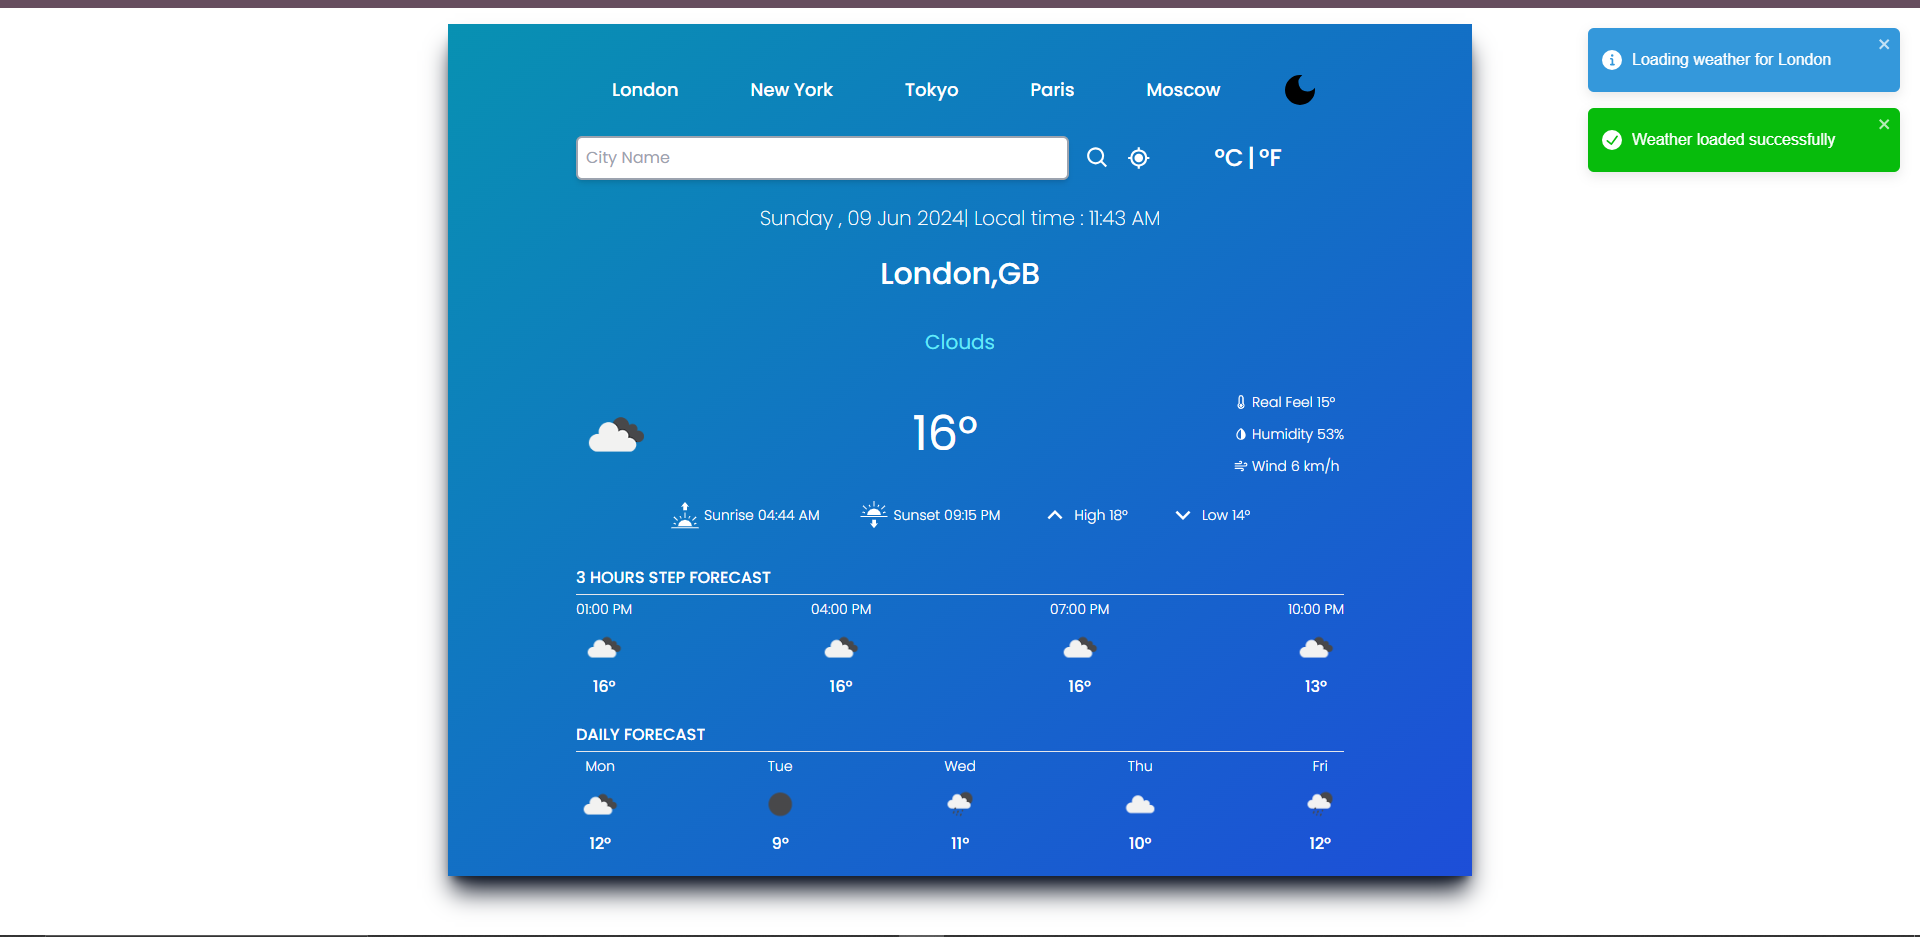 London New York Tokyo Paris Moscow
Loading weather for London
Weather loaded successfully
City Name
°C | °F
Sunday , 09 Jun 2024| Local time : 11:43 AM
London,GB
Clouds
16°
Real Feel 15°
Humidity 53%
Wind 6 km/h
Sunrise 04:44 AM Sunset 09:15 PM High 18° Low 14°
3 HOURS STEP FORECAST
01:00 PM 04:00 PM 07:00 PM 10:00 PM
16° 16° 16° 13°
DAILY FORECAST
Mon Tue Wed Thu Fri
12° 9° 11° 10° 12°